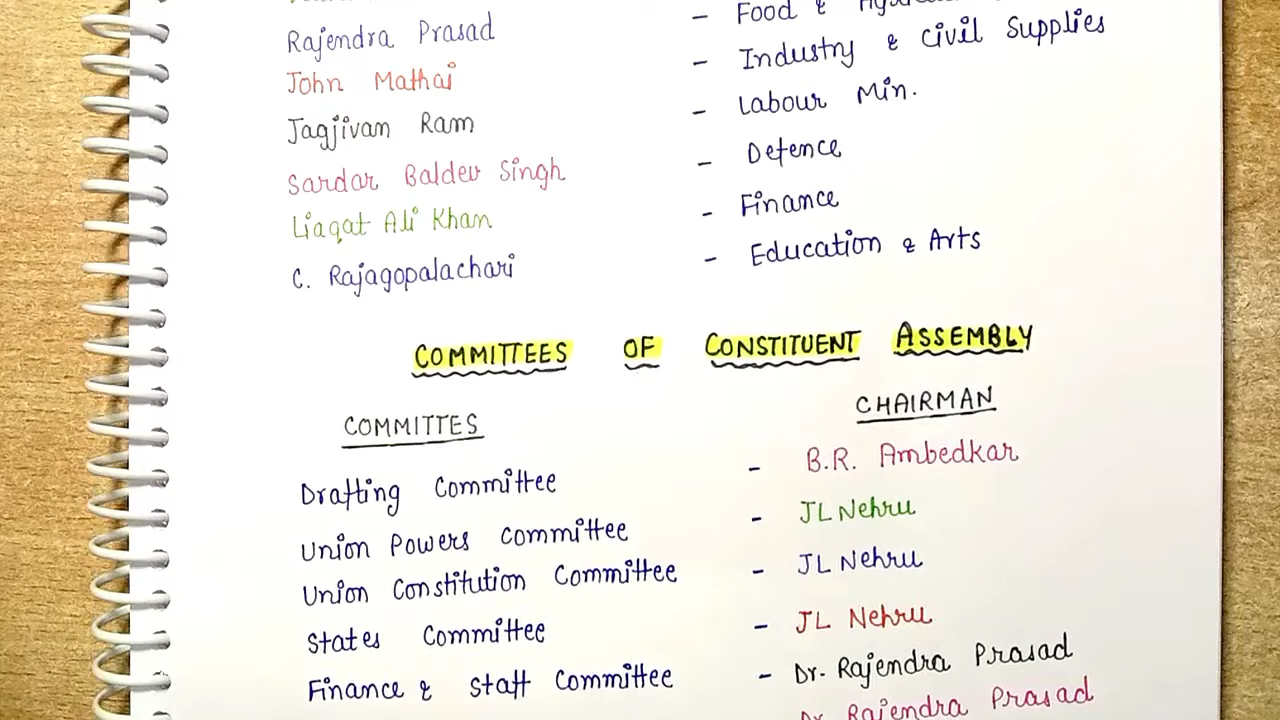 Rajendra Prasad - Food &
John Mathai - Industry & Civil Supplies
Jagjivan Ram - Labour Min.
Sardar Baldev Singh - Defence
Liaqat Ali Khan - Finance
C. Rajagopalachari - Education & Arts
COMMITTEES OF CONSTITUENT ASSEMBLY
COMMITTES CHAIRMAN
Drafting Committee - B.R. Ambedkar
Union Powers Committee - JL Nehru
Union Constitution Committee - JL Nehru
States Committee - JL Nehru
Finance & Staff Committee - Dr. Rajendra Prasad
Dr. Rajendra Prasad